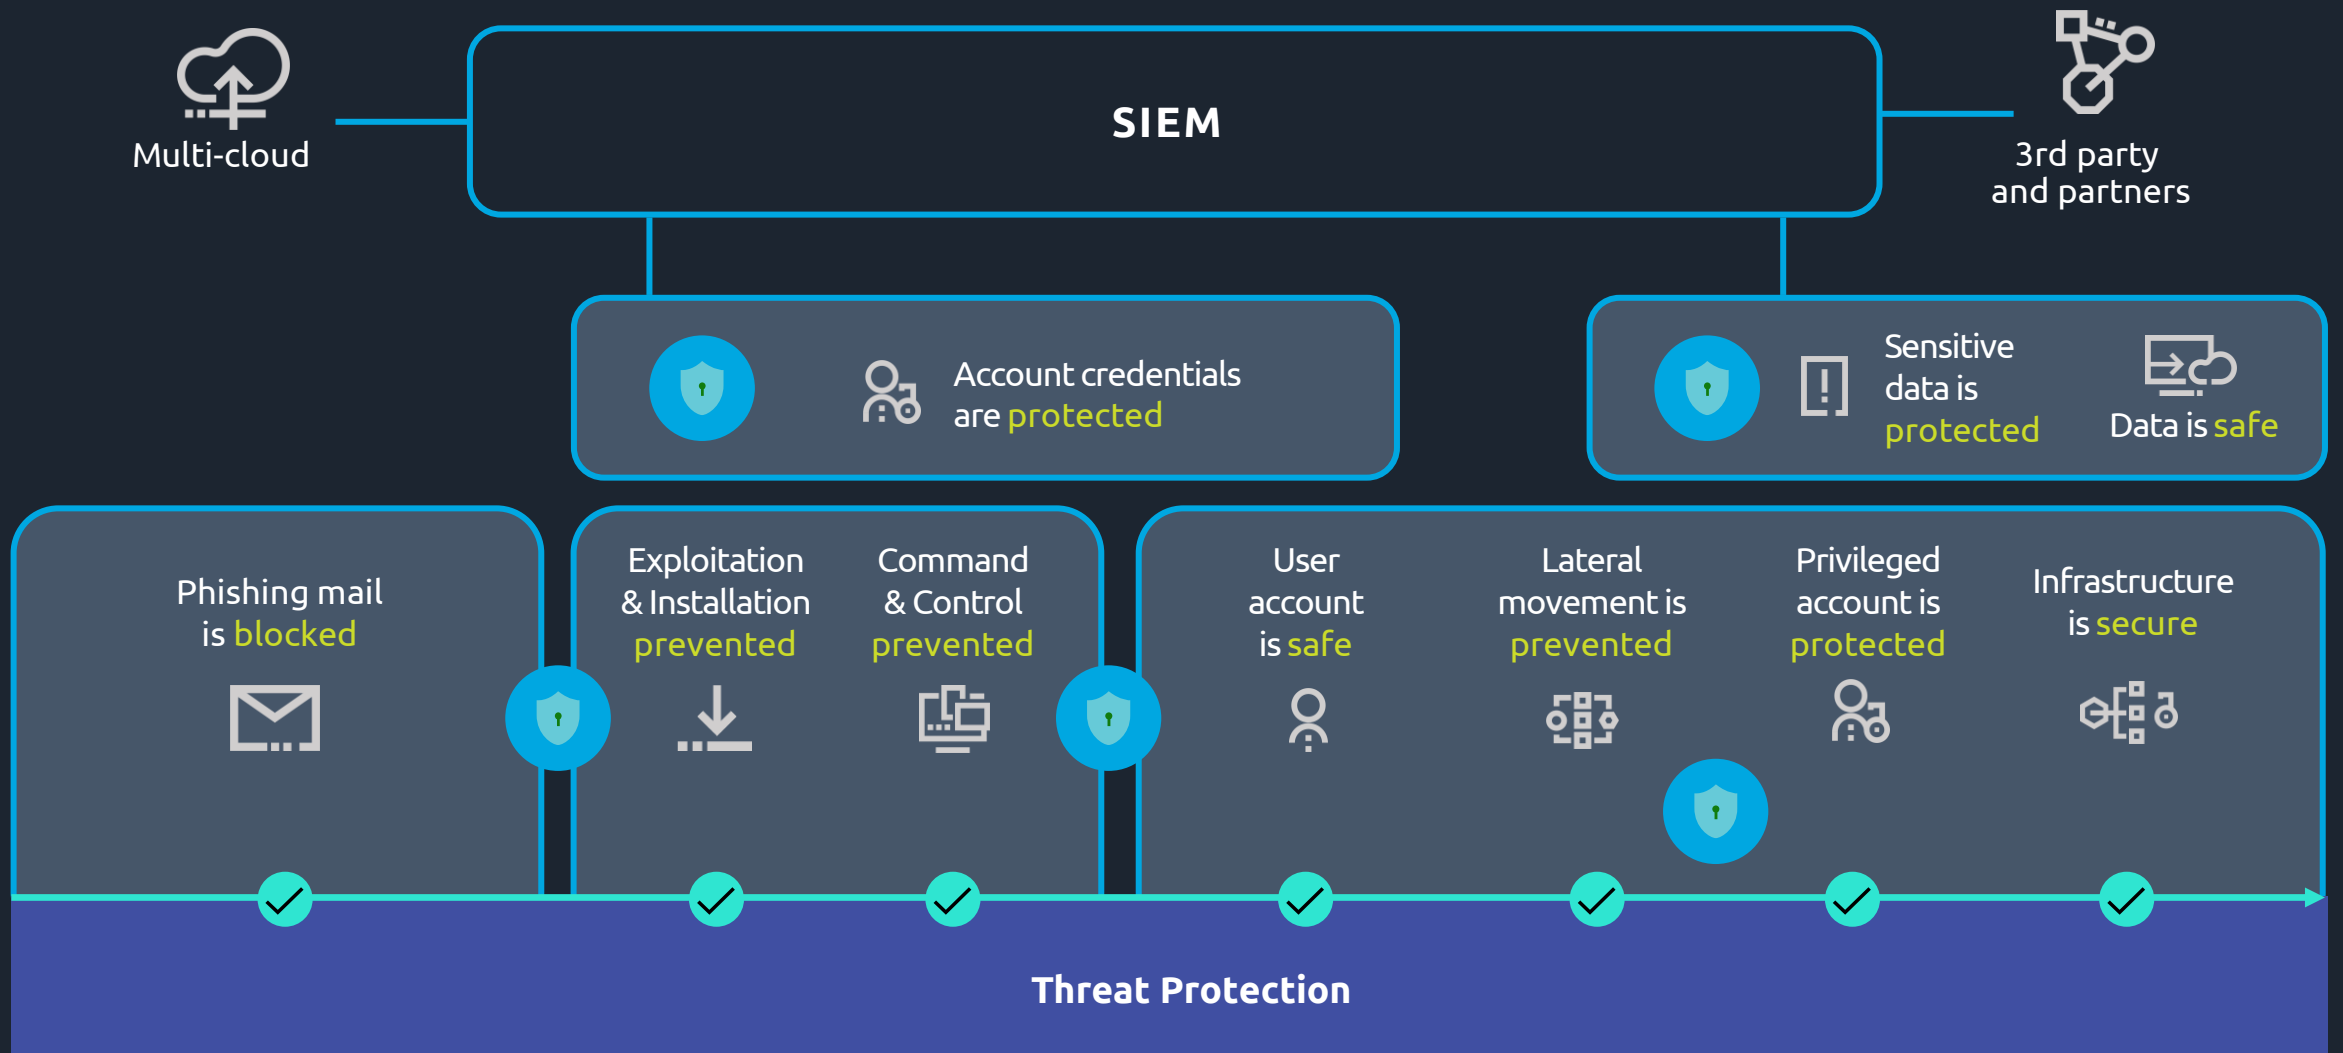 Multi-cloud
SIEM
3rd party
and partners
Account credentials
are protected
Sensitive
data is
protected
Data is safe
Phishing mail
is blocked
Exploitation
& Installation
prevented
Command
& Control
prevented
User
account
is safe
Lateral
movement is
prevented
Privileged
account is
protected
Infrastructure
is secure
Threat Protection